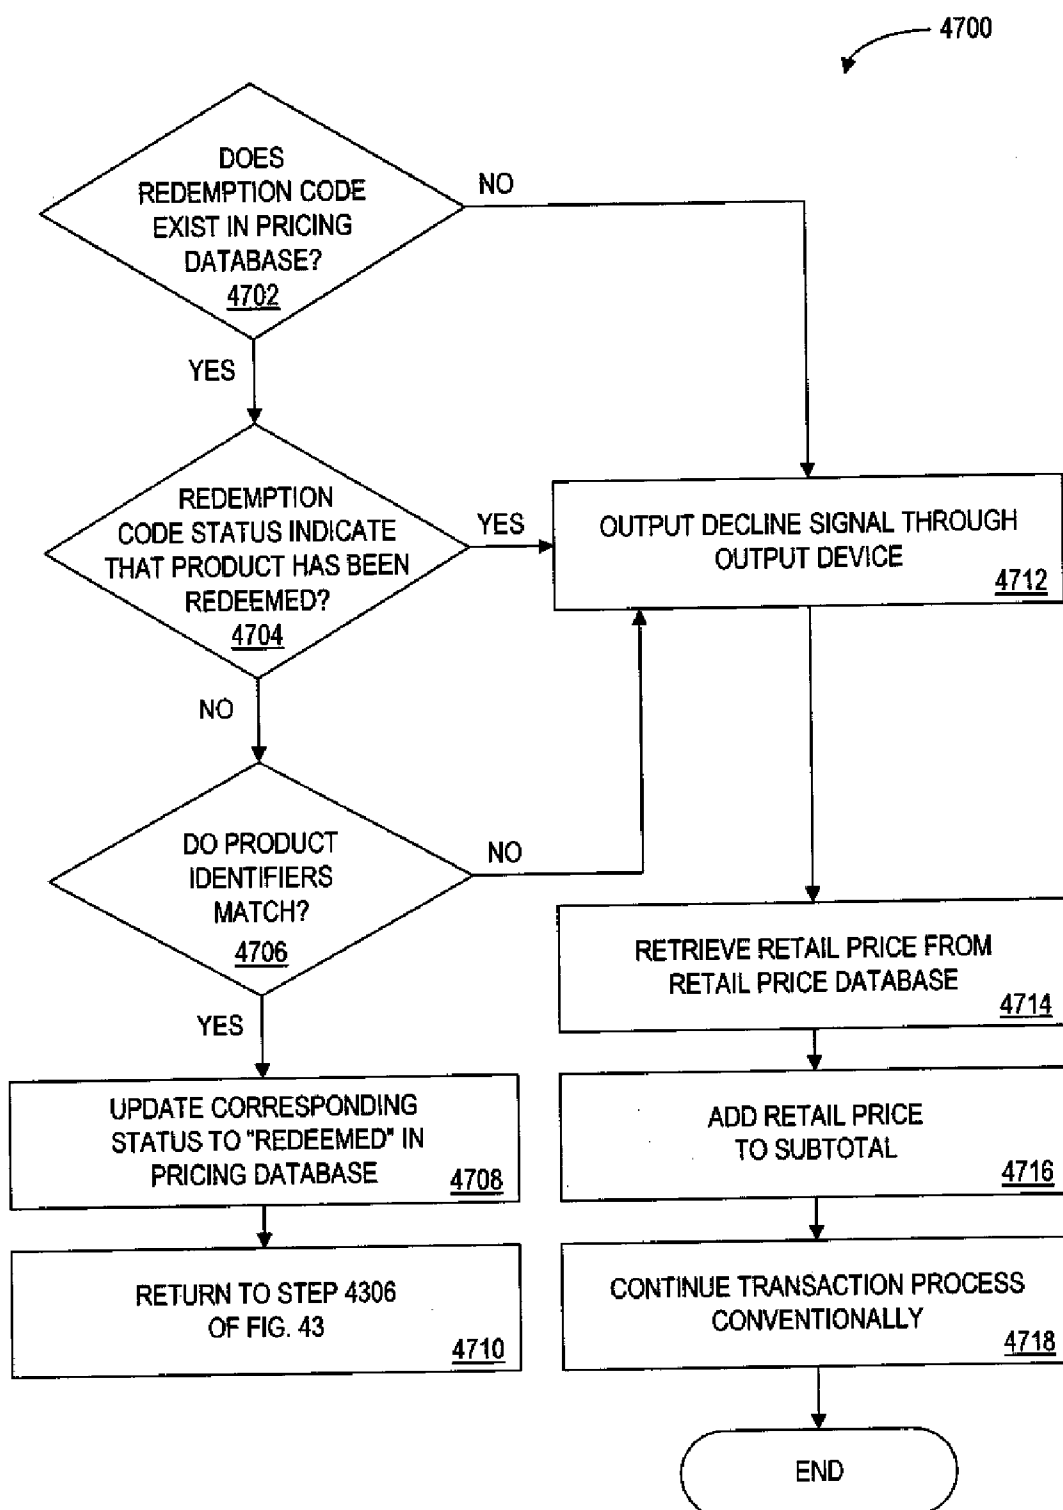 4700
DOES
REDEMPTION CODE
EXIST IN PRICING
DATABASE?
4702
NO
YES
REDEMPTION
CODE STATUS INDICATE
THAT PRODUCT HAS BEEN
REDEEMED?
4704
YES
OUTPUT DECLINE SIGNAL THROUGH
OUTPUT DEVICE
4712
NO
DO PRODUCT
IDENTIFIERS
MATCH?
4706
NO
YES
RETRIEVE RETAIL PRICE FROM
RETAIL PRICE DATABASE
4714
UPDATE CORRESPONDING
STATUS TO "REDEEMED" IN
PRICING DATABASE
4708
ADD RETAIL PRICE
TO SUBTOTAL
4716
RETURN TO STEP 4306
OF FIG. 43
4710
CONTINUE TRANSACTION PROCESS
CONVENTIONALLY
4718
END